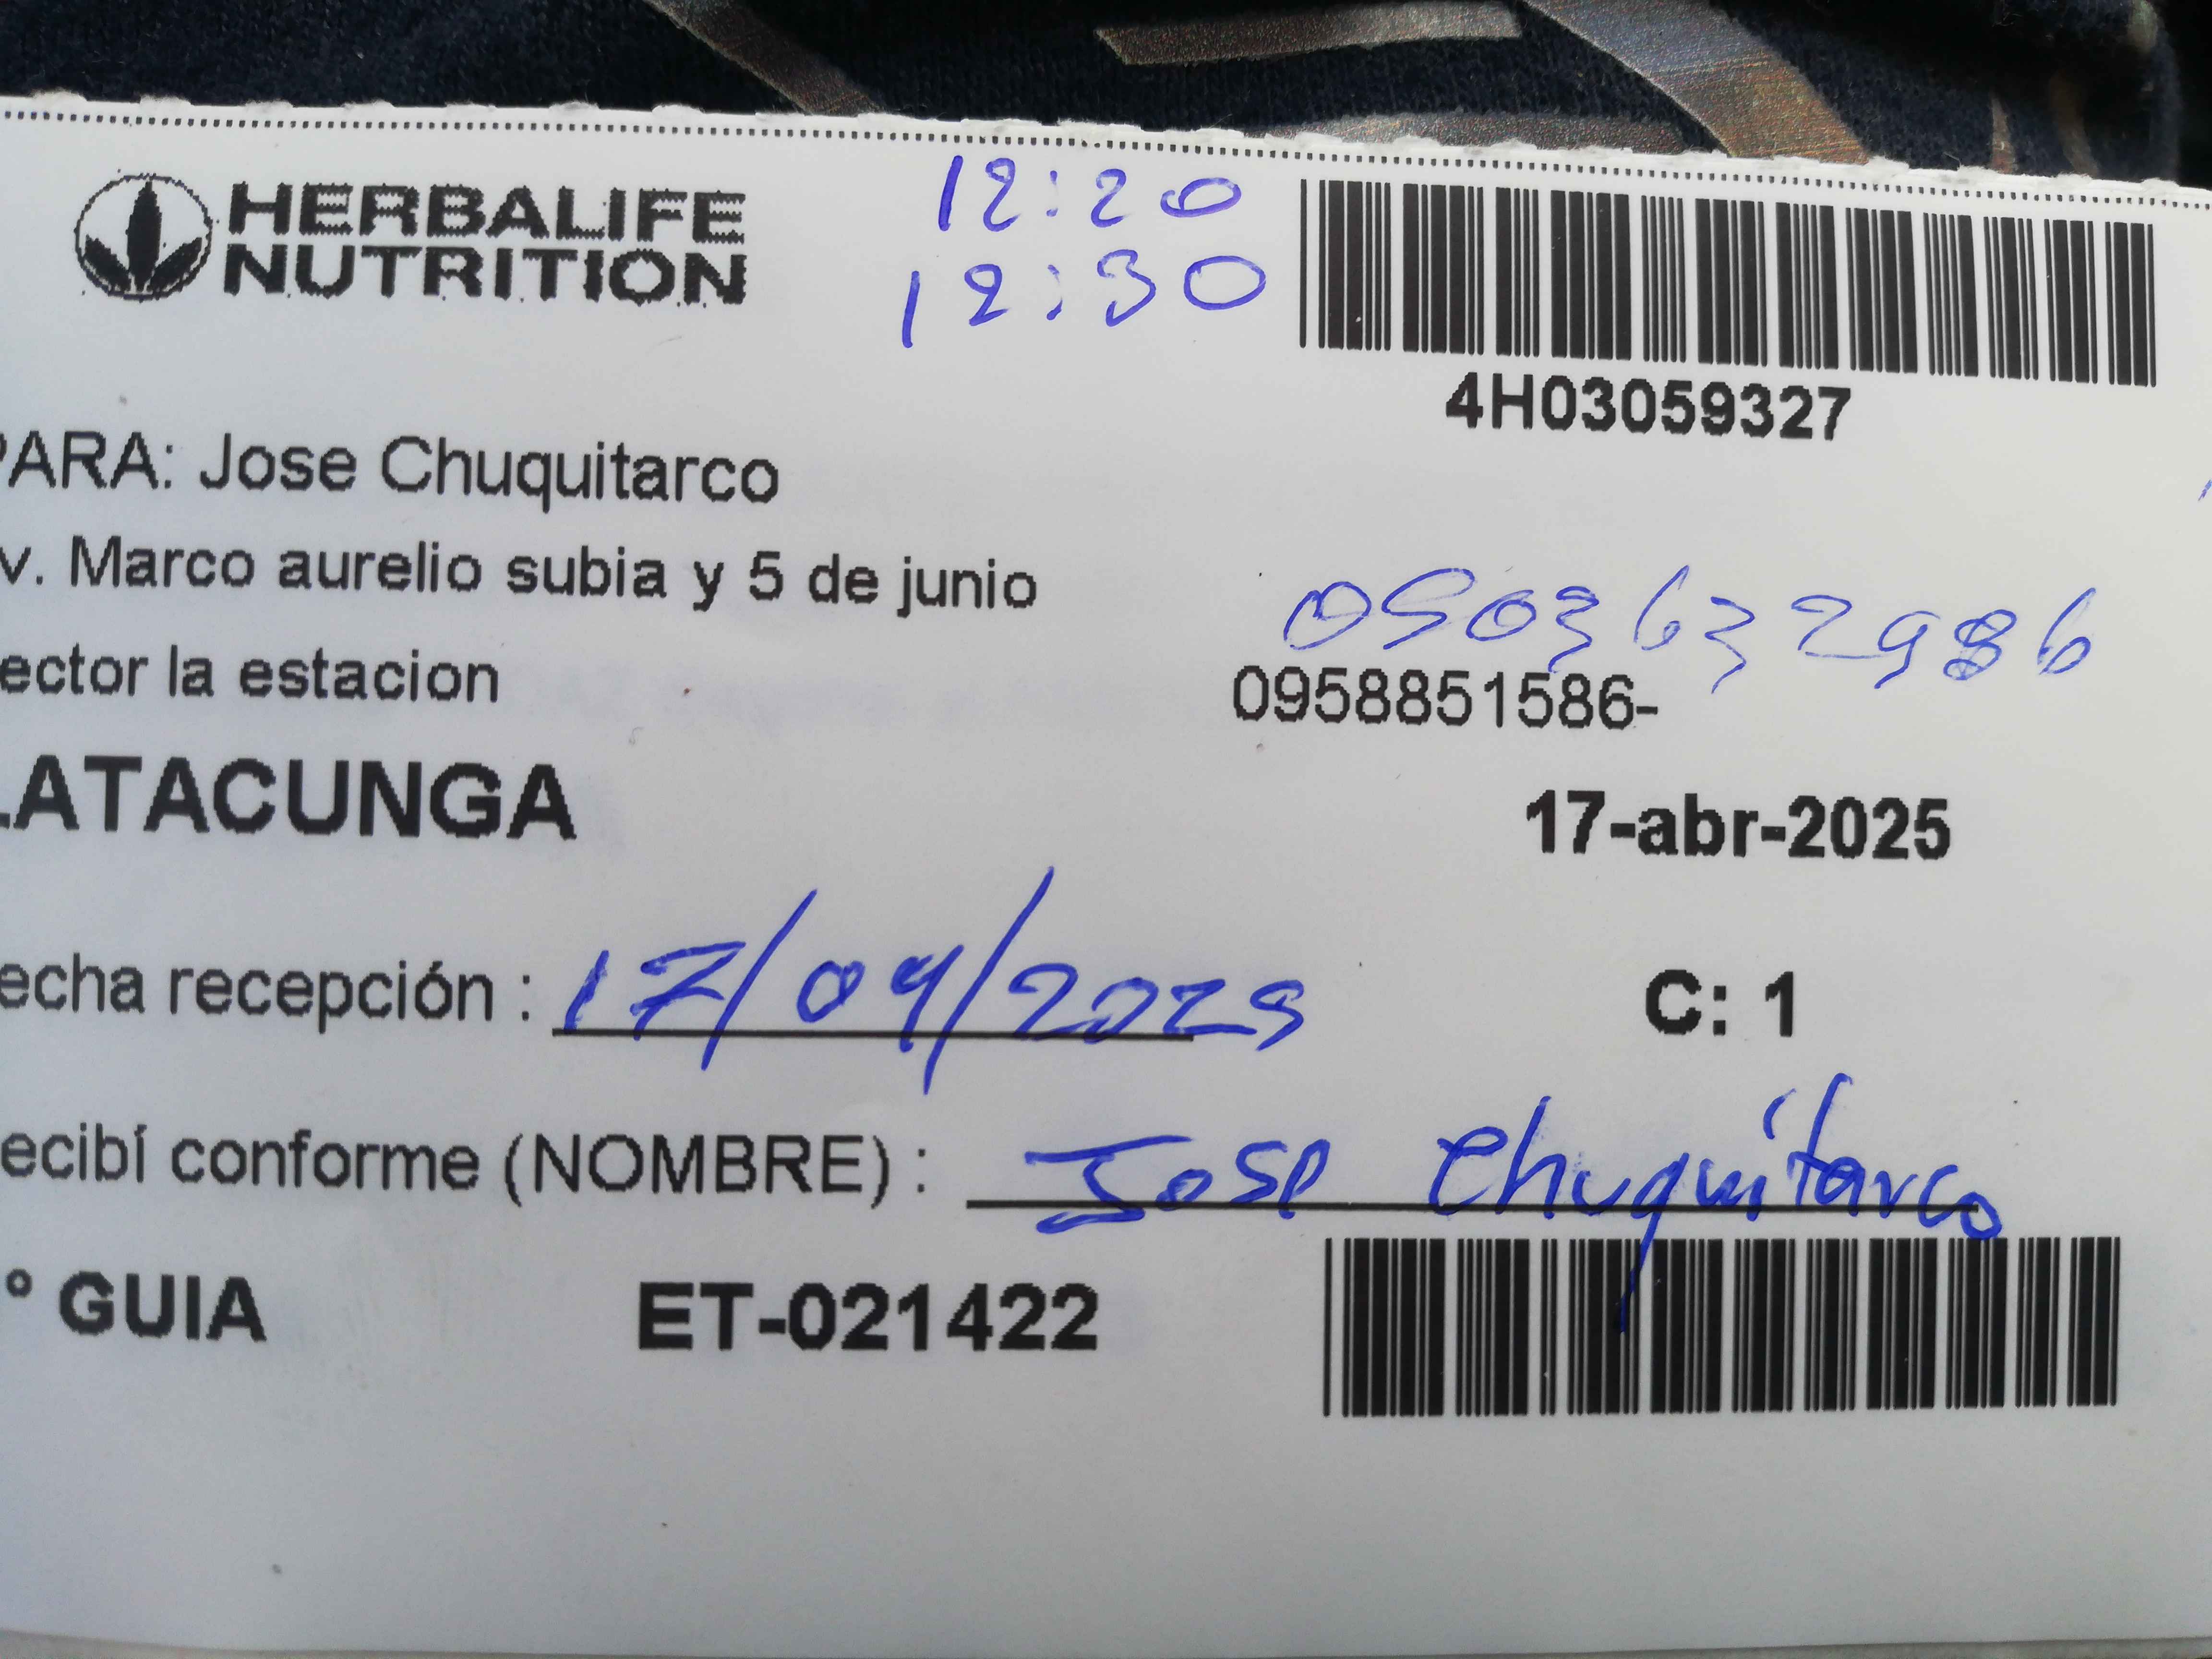 HERBALIFE
NUTRITION
12:20
12:30
4H03059327
PARA: Jose Chuquitarco
v. Marco aurelio subia y 5 de junio
ector la estacion
0958851586-
LATACUNGA
17-abr-2025
echa recepción : 17/04/2025
C: 1
ecibí conforme (NOMBRE) : Jose Chuquitarco
° GUIA ET-021422